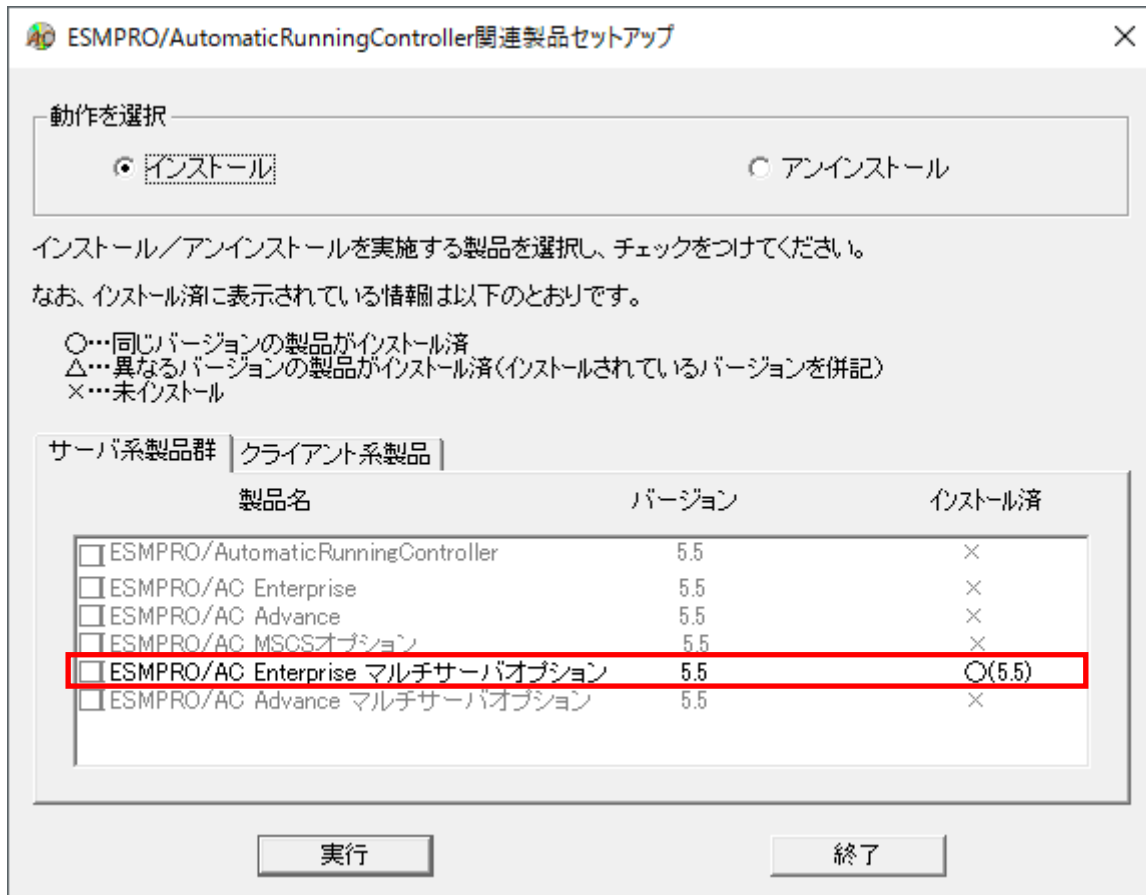 ESMPRO/AutomaticRunningController関連製品セットアップ
動作を選択
インストール アンインストール
インストール／アンインストールを実施する製品を選択し、チェックをつけてください。
なお、インストール済に表示されている情報は以下のとおりです。
○…同じバージョンの製品がインストール済
△…異なるバージョンの製品がインストール済(インストールされているバージョンを併記)
×…未インストール
サーバ系製品群 クライアント系製品
製品名 バージョン インストール済
ESMPRO/AutomaticRunningController 5.5 ×
ESMPRO/AC Enterprise 5.5 ×
ESMPRO/AC Advance 5.5 ×
ESMPRO/AC MSCSオプション 5.5 ×
ESMPRO/AC Enterprise マルチサーバオプション 5.5 ○(5.5)
ESMPRO/AC Advance マルチサーバオプション 5.5 ×
実行 終了